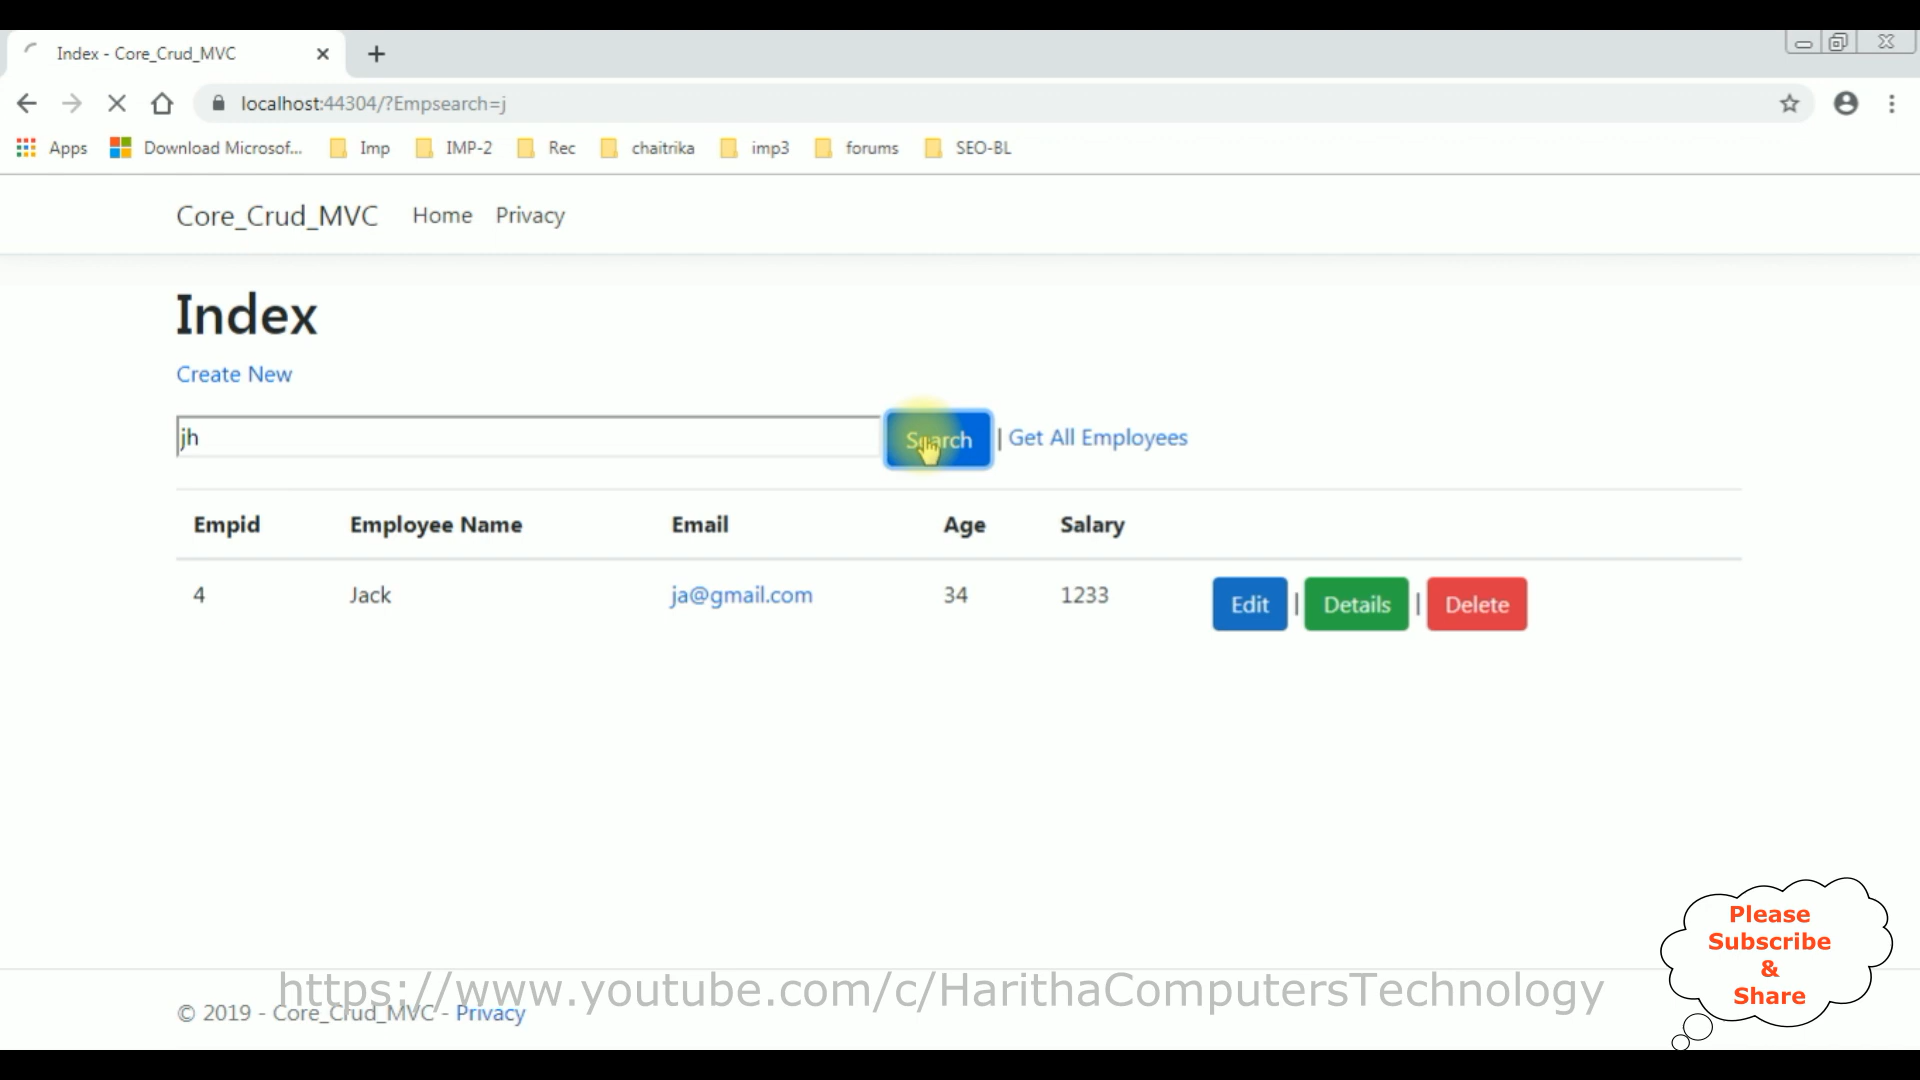 Index - Core_Crud_MVC
localhost:44304/?Empsearch=j
Apps Download Microsof... Imp IMP-2 Rec chaitrika imp3 forums SEO-BL
Core_Crud_MVC Home Privacy
Index
Create New
jh Search | Get All Employees
Empid Employee Name Email Age Salary
4 Jack ja@gmail.com 34 1233 Edit | Details | Delete
Please
Subscribe
&
Share
https://www.youtube.com/c/HarithaComputersTechnology
© 2019 - Core_Crud_MVC - Privacy